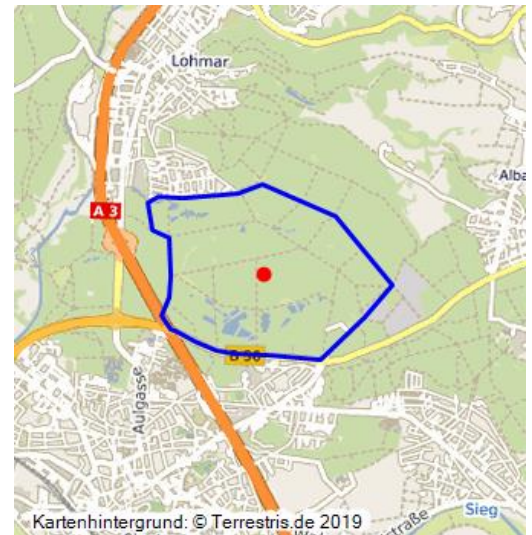 Lohmar
A 3
Alba
B 56
Aulgasse
Sieg
Kartenhintergrund: © Terrestris.de 2019
straße